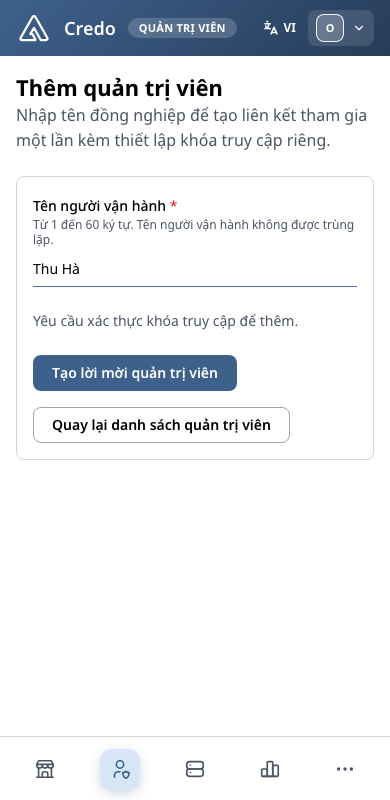 Credo
QUẢN TRỊ VIÊN
VI
O
Thêm quản trị viên
Nhập tên đồng nghiệp để tạo liên kết tham gia
một lần kèm thiết lập khóa truy cập riêng.
Tên người vận hành *
Từ 1 đến 60 ký tự. Tên người vận hành không được trùng
lặp.
Thu Hà
Yêu cầu xác thực khóa truy cập để thêm.
Tạo lời mời quản trị viên
Quay lại danh sách quản trị viên